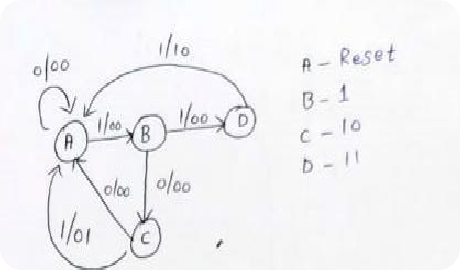 1/10
0/00
A - Reset
B - 1
C - 10
D - 11
A
1/00
B
1/00
D
0/00
0/00
1/01
C